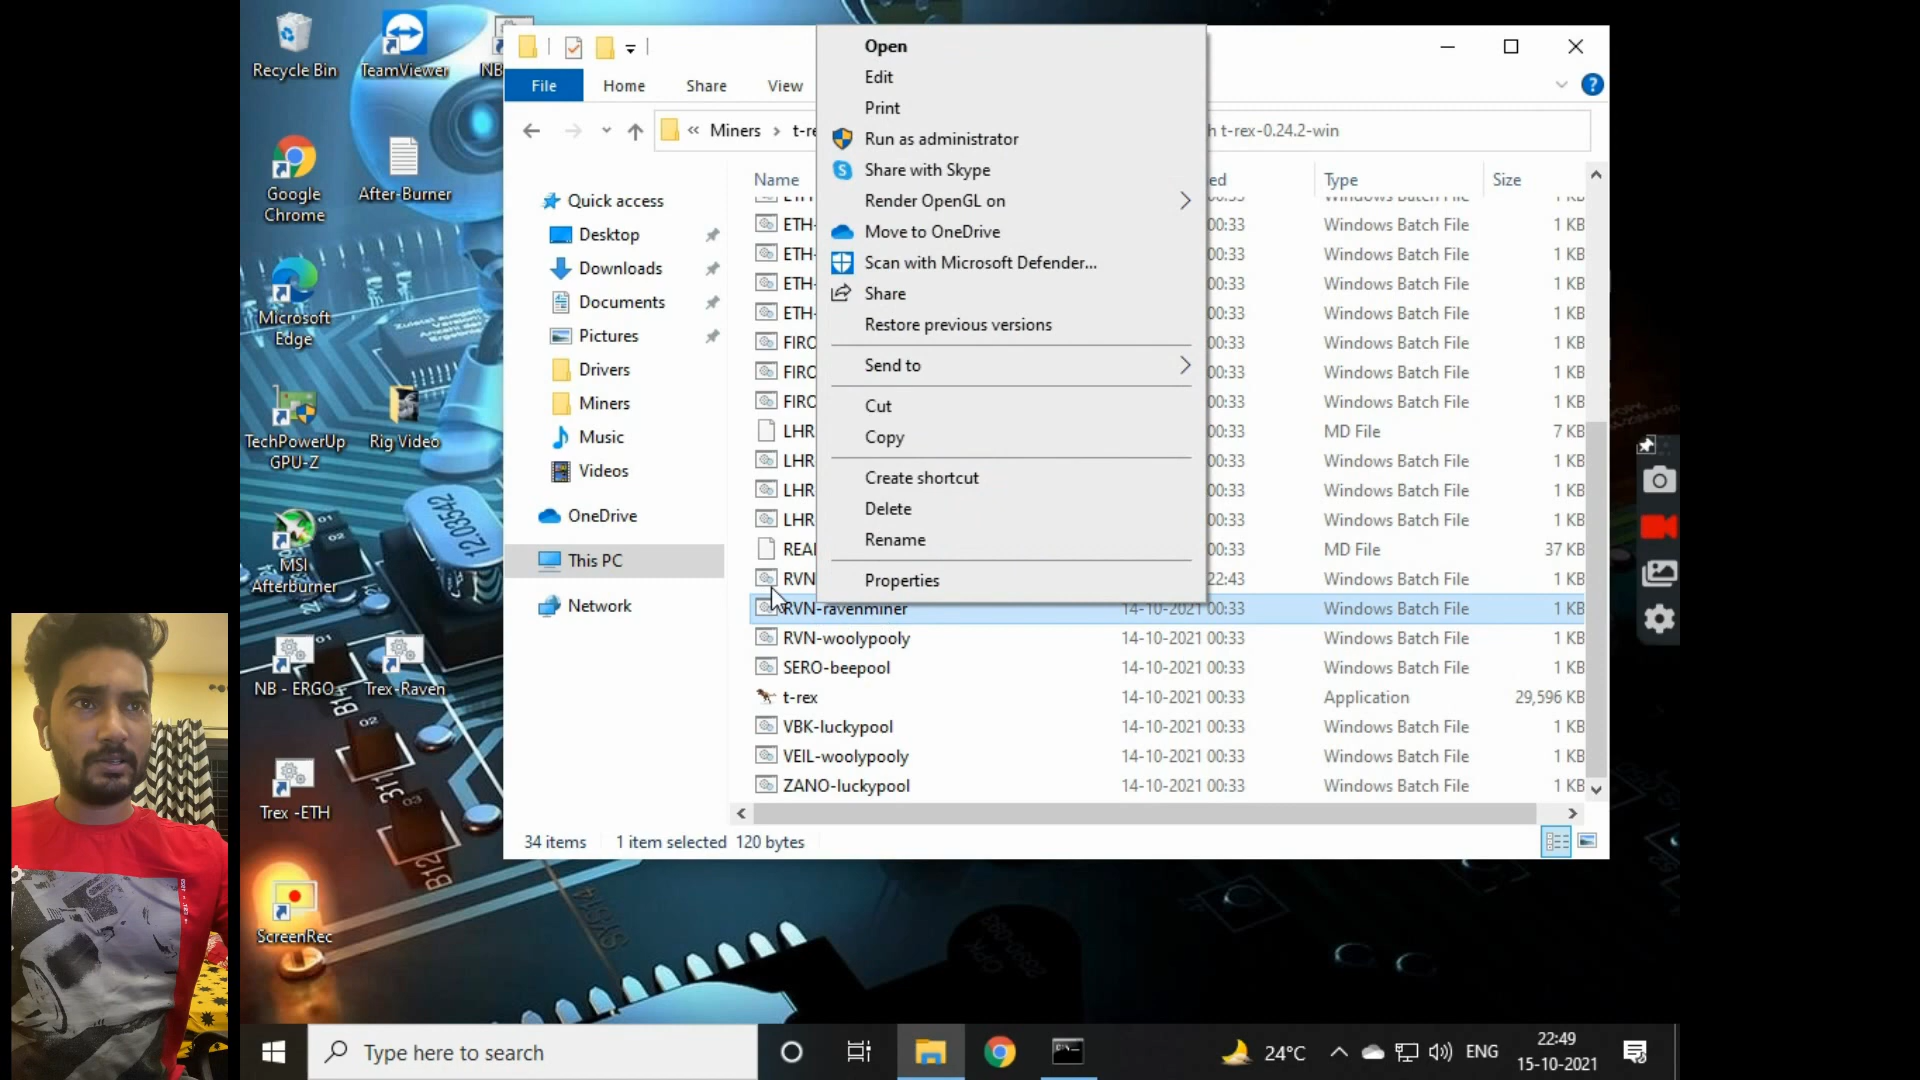 Recycle Bin
TeamViewer
NB
Google Chrome
After-Burner
Microsoft Edge
TechPowerUp GPU-Z
Rig Video
MSI Afterburner
NB - ERGO
Trex-Raven
Trex -ETH
ScreenRec
File
Home
Share
View
« Miners › t-re
h t-rex-0.24.2-win
Quick access
Desktop
Downloads
Documents
Pictures
Drivers
Miners
Music
Videos
OneDrive
This PC
Network
Open
Edit
Print
Run as administrator
Share with Skype
Render OpenGL on
Move to OneDrive
Scan with Microsoft Defender...
Share
Restore previous versions
Send to
Cut
Copy
Create shortcut
Delete
Rename
Properties
Name ed Type Size
ETH- 00:33 Windows Batch File 1 KB
ETH- 00:33 Windows Batch File 1 KB
ETH- 00:33 Windows Batch File 1 KB
ETH- 00:33 Windows Batch File 1 KB
FIRO 00:33 Windows Batch File 1 KB
FIRO 00:33 Windows Batch File 1 KB
FIRO 00:33 Windows Batch File 1 KB
LHR 00:33 MD File 7 KB
LHR 00:33 Windows Batch File 1 KB
LHR 00:33 Windows Batch File 1 KB
LHR 00:33 Windows Batch File 1 KB
REA 00:33 MD File 37 KB
RVN 22:43 Windows Batch File 1 KB
RVN-ravenminer 14-10-2021 00:33 Windows Batch File 1 KB
RVN-woolypooly 14-10-2021 00:33 Windows Batch File 1 KB
SERO-beepool 14-10-2021 00:33 Windows Batch File 1 KB
t-rex 14-10-2021 00:33 Application 29,596 KB
VBK-luckypool 14-10-2021 00:33 Windows Batch File 1 KB
VEIL-woolypooly 14-10-2021 00:33 Windows Batch File 1 KB
ZANO-luckypool 14-10-2021 00:33 Windows Batch File 1 KB
34 items 1 item selected 120 bytes
12.03542
B11
B12
02
03
Type here to search
24°C
ENG
22:49
15-10-2021